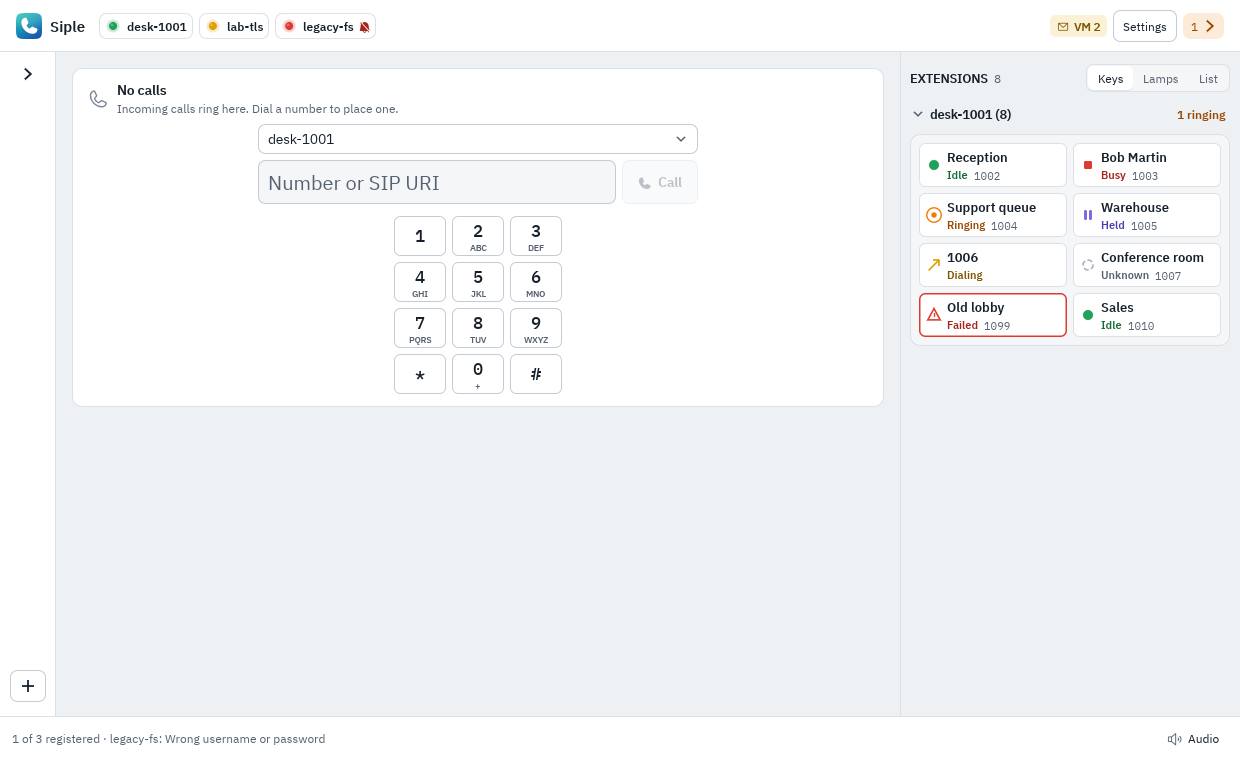 Siple
desk-1001
lab-tls
legacy-fs
VM 2
Settings
1
No calls
Incoming calls ring here. Dial a number to place one.
desk-1001
Number or SIP URI
Call
1
2
ABC
3
DEF
4
GHI
5
JKL
6
MNO
7
PQRS
8
TUV
9
WXYZ
*
0
+
#
EXTENSIONS 8
Keys
Lamps
List
desk-1001 (8)
1 ringing
Reception
Idle 1002
Bob Martin
Busy 1003
Support queue
Ringing 1004
Warehouse
Held 1005
1006
Dialing
Conference room
Unknown 1007
Old lobby
Failed 1099
Sales
Idle 1010
+
1 of 3 registered · legacy-fs: Wrong username or password
Audio